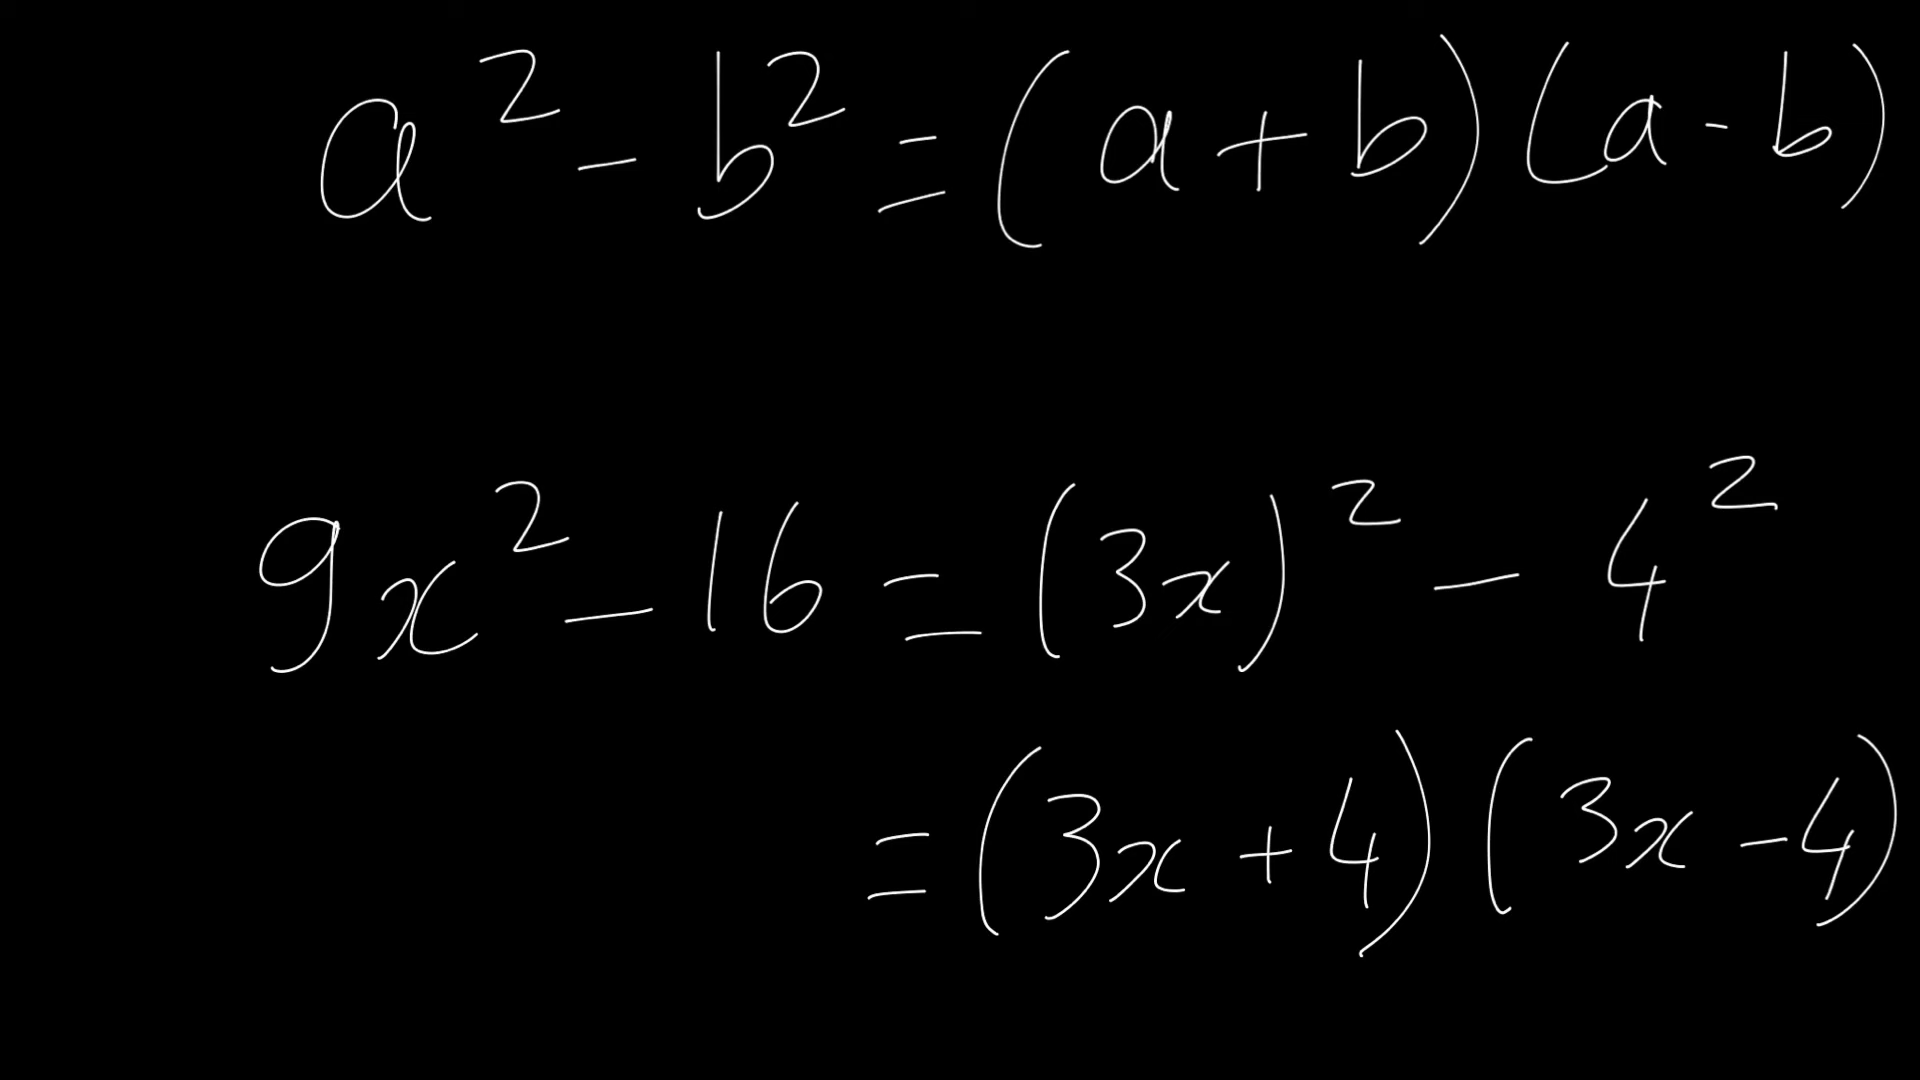 a² - b² = (a + b)(a - b)
9x² - 16 = (3x)² - 4²
= (3x + 4)(3x - 4)